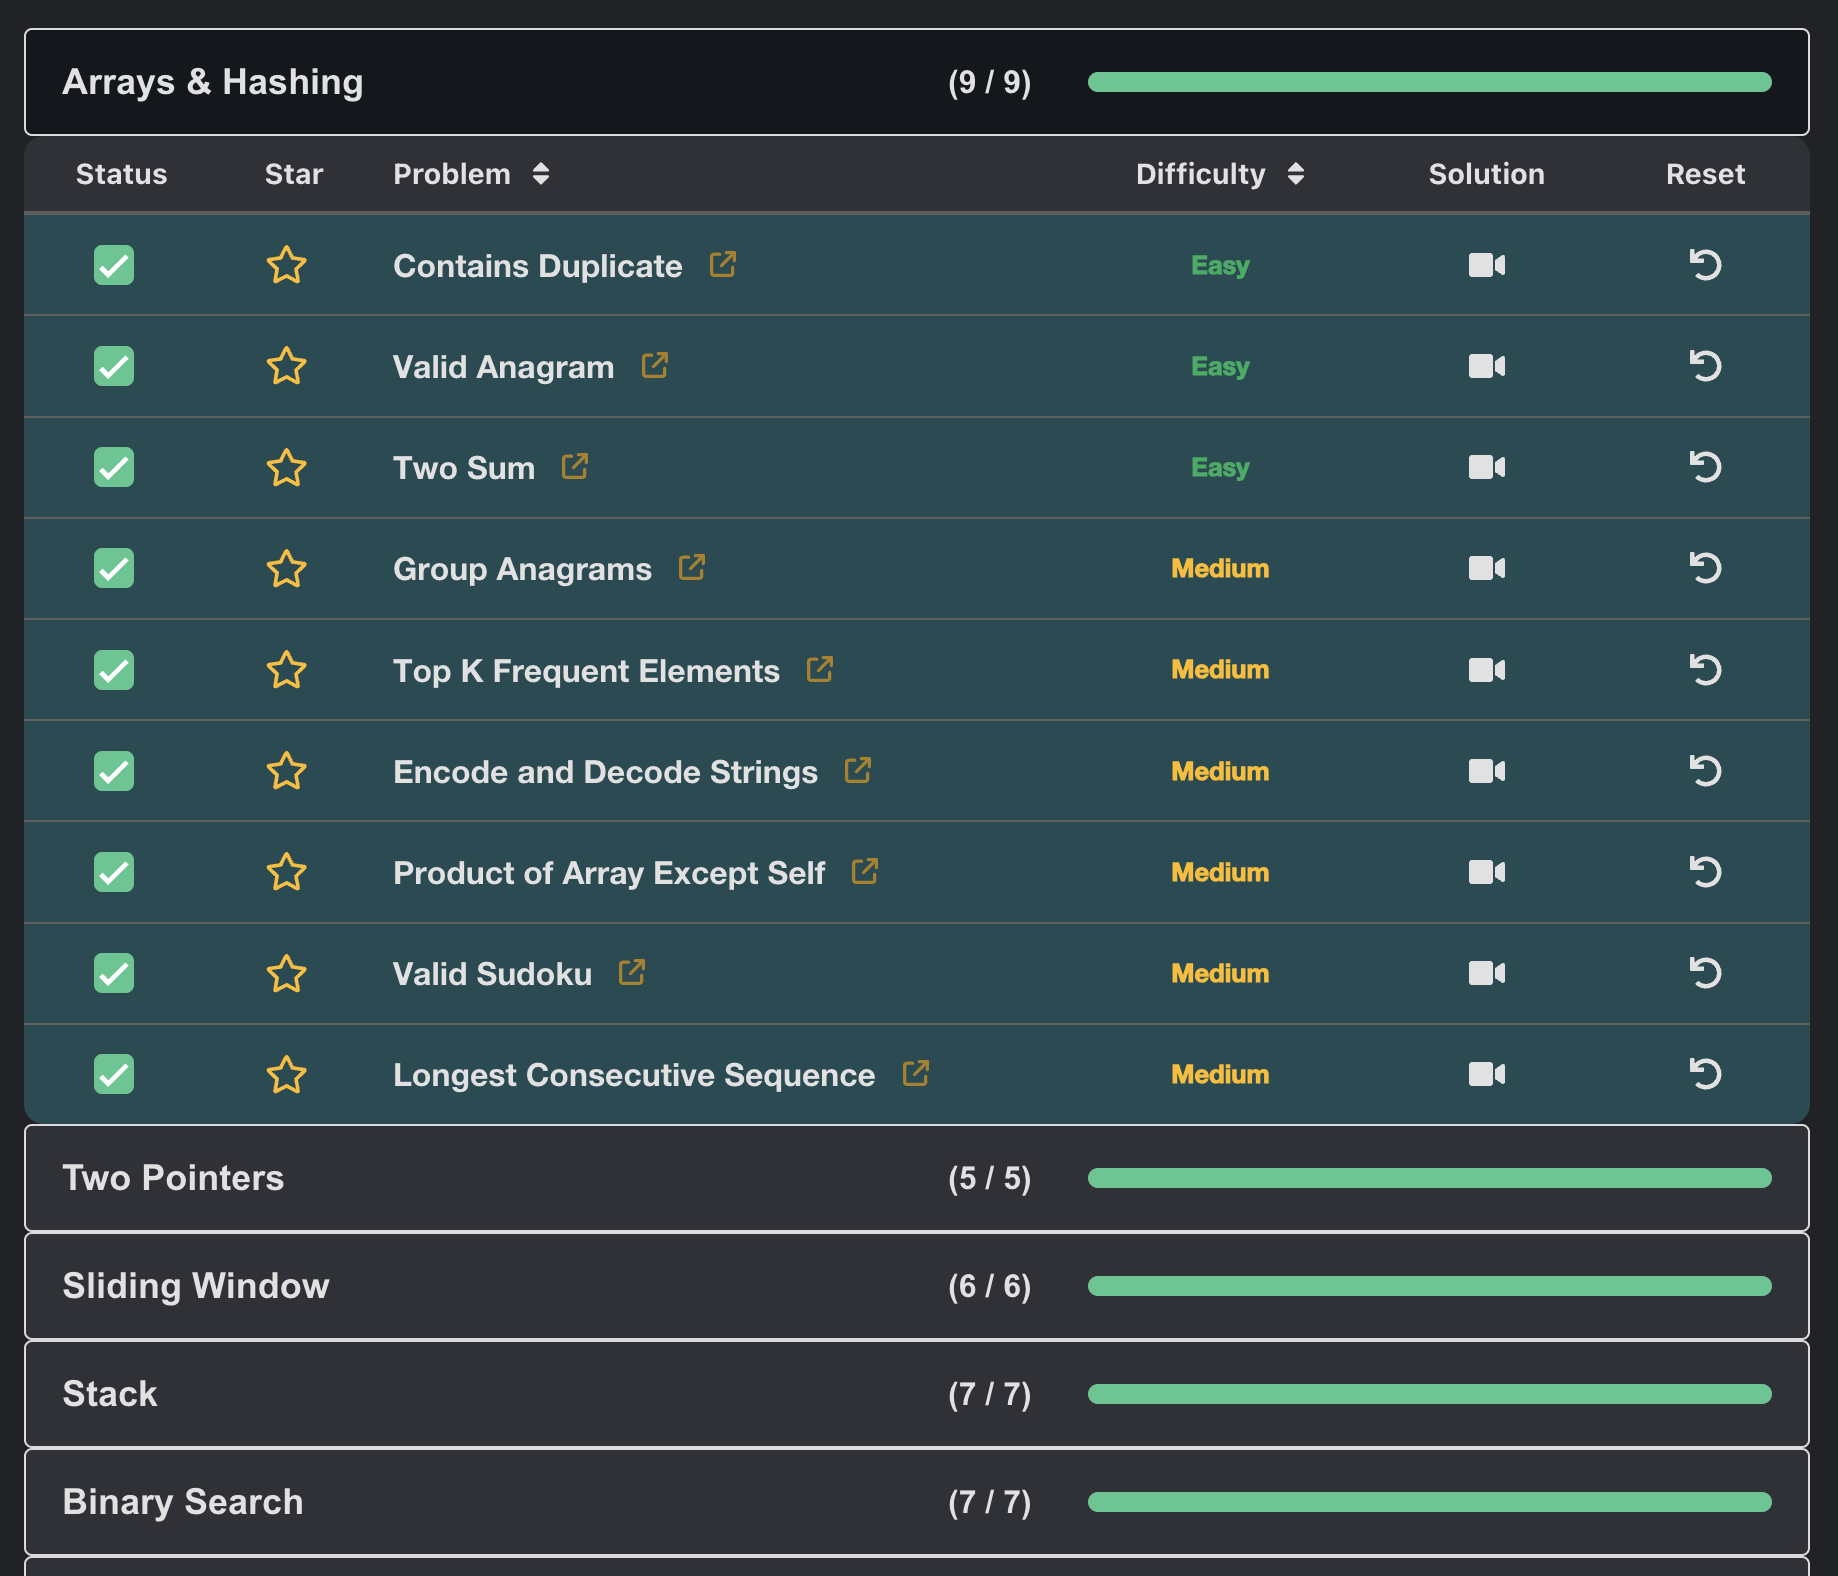 Arrays & Hashing (9 / 9)
Status Star Problem Difficulty Solution Reset
Contains Duplicate Easy
Valid Anagram Easy
Two Sum Easy
Group Anagrams Medium
Top K Frequent Elements Medium
Encode and Decode Strings Medium
Product of Array Except Self Medium
Valid Sudoku Medium
Longest Consecutive Sequence Medium
Two Pointers (5 / 5)
Sliding Window (6 / 6)
Stack (7 / 7)
Binary Search (7 / 7)